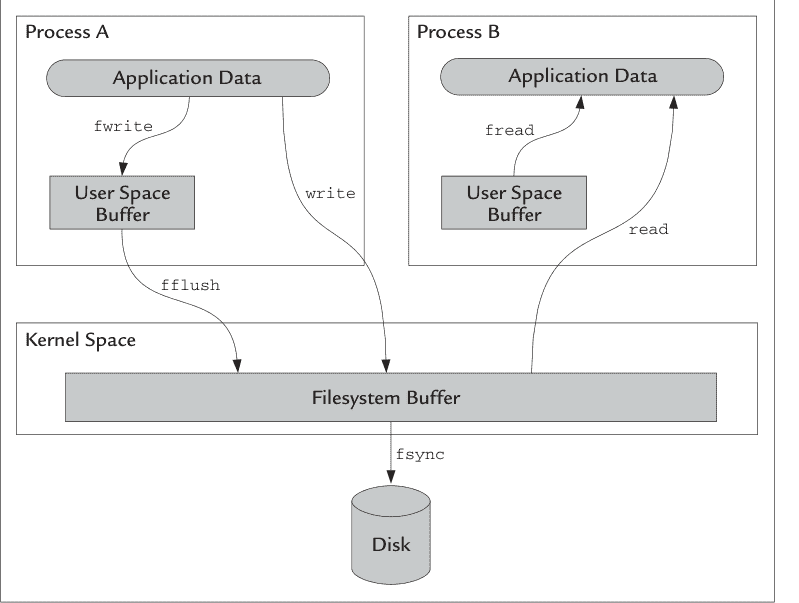 Process A
Process B
Application Data
Application Data
fwrite
fread
User Space
Buffer
write
User Space
Buffer
read
fflush
Kernel Space
Filesystem Buffer
fsync
Disk